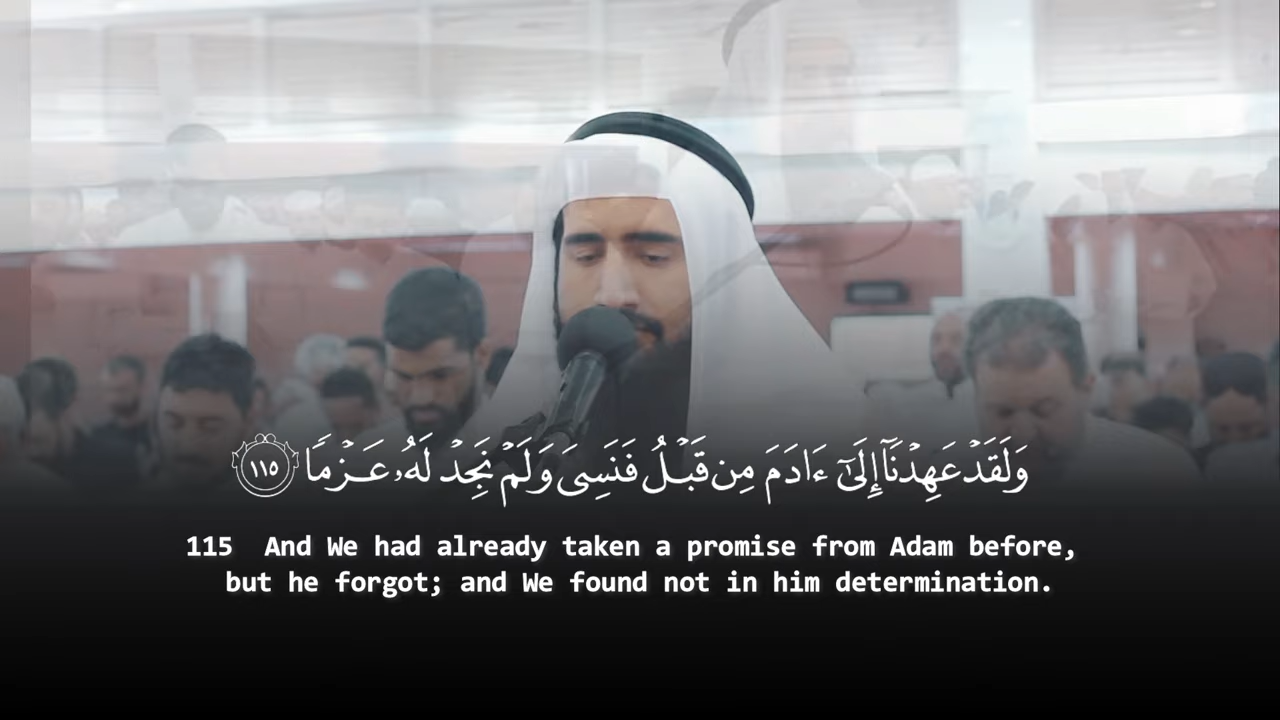 وَلَقَدْ عَهِدْنَآ إِلَىٰٓ ءَادَمَ مِن قَبْلُ فَنَسِىَ وَلَمْ نَجِدْ لَهُۥ عَزْمًا ١١٥
115 And We had already taken a promise from Adam before,
but he forgot; and We found not in him determination.